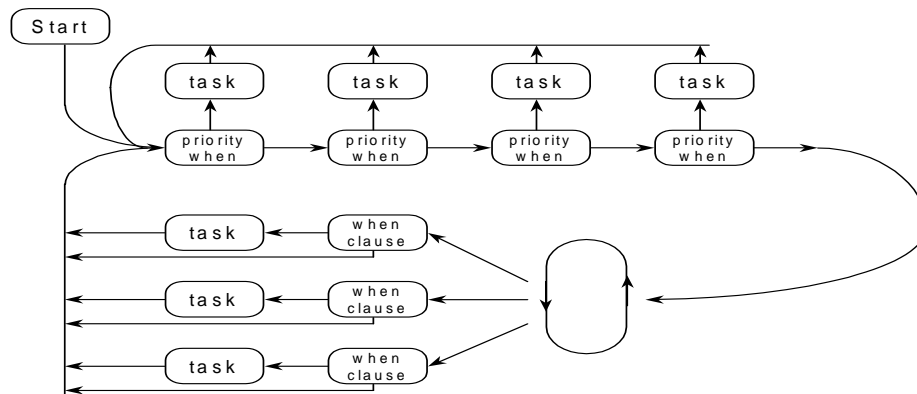 Start
task
task
task
task
priority
when
priority
when
priority
when
priority
when
task
when
clause
task
when
clause
task
when
clause